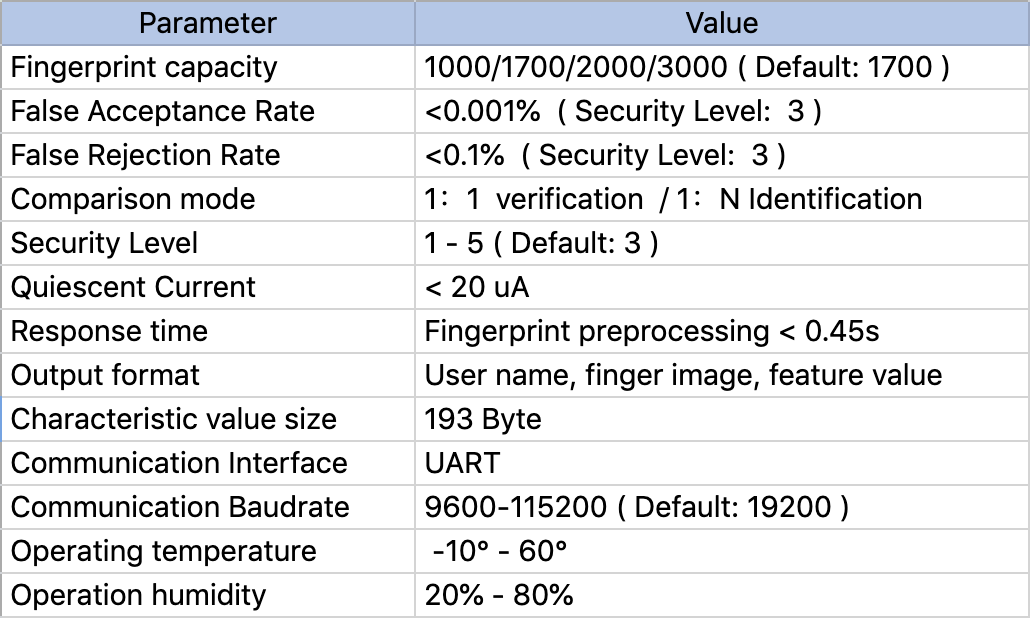 Parameter Value
Fingerprint capacity 1000/1700/2000/3000 ( Default: 1700 )
False Acceptance Rate <0.001% ( Security Level: 3 )
False Rejection Rate <0.1% ( Security Level: 3 )
Comparison mode 1：1 verification / 1：N Identification
Security Level 1 - 5 ( Default: 3 )
Quiescent Current < 20 uA
Response time Fingerprint preprocessing < 0.45s
Output format User name, finger image, feature value
Characteristic value size 193 Byte
Communication Interface UART
Communication Baudrate 9600-115200 ( Default: 19200 )
Operating temperature -10° - 60°
Operation humidity 20% - 80%